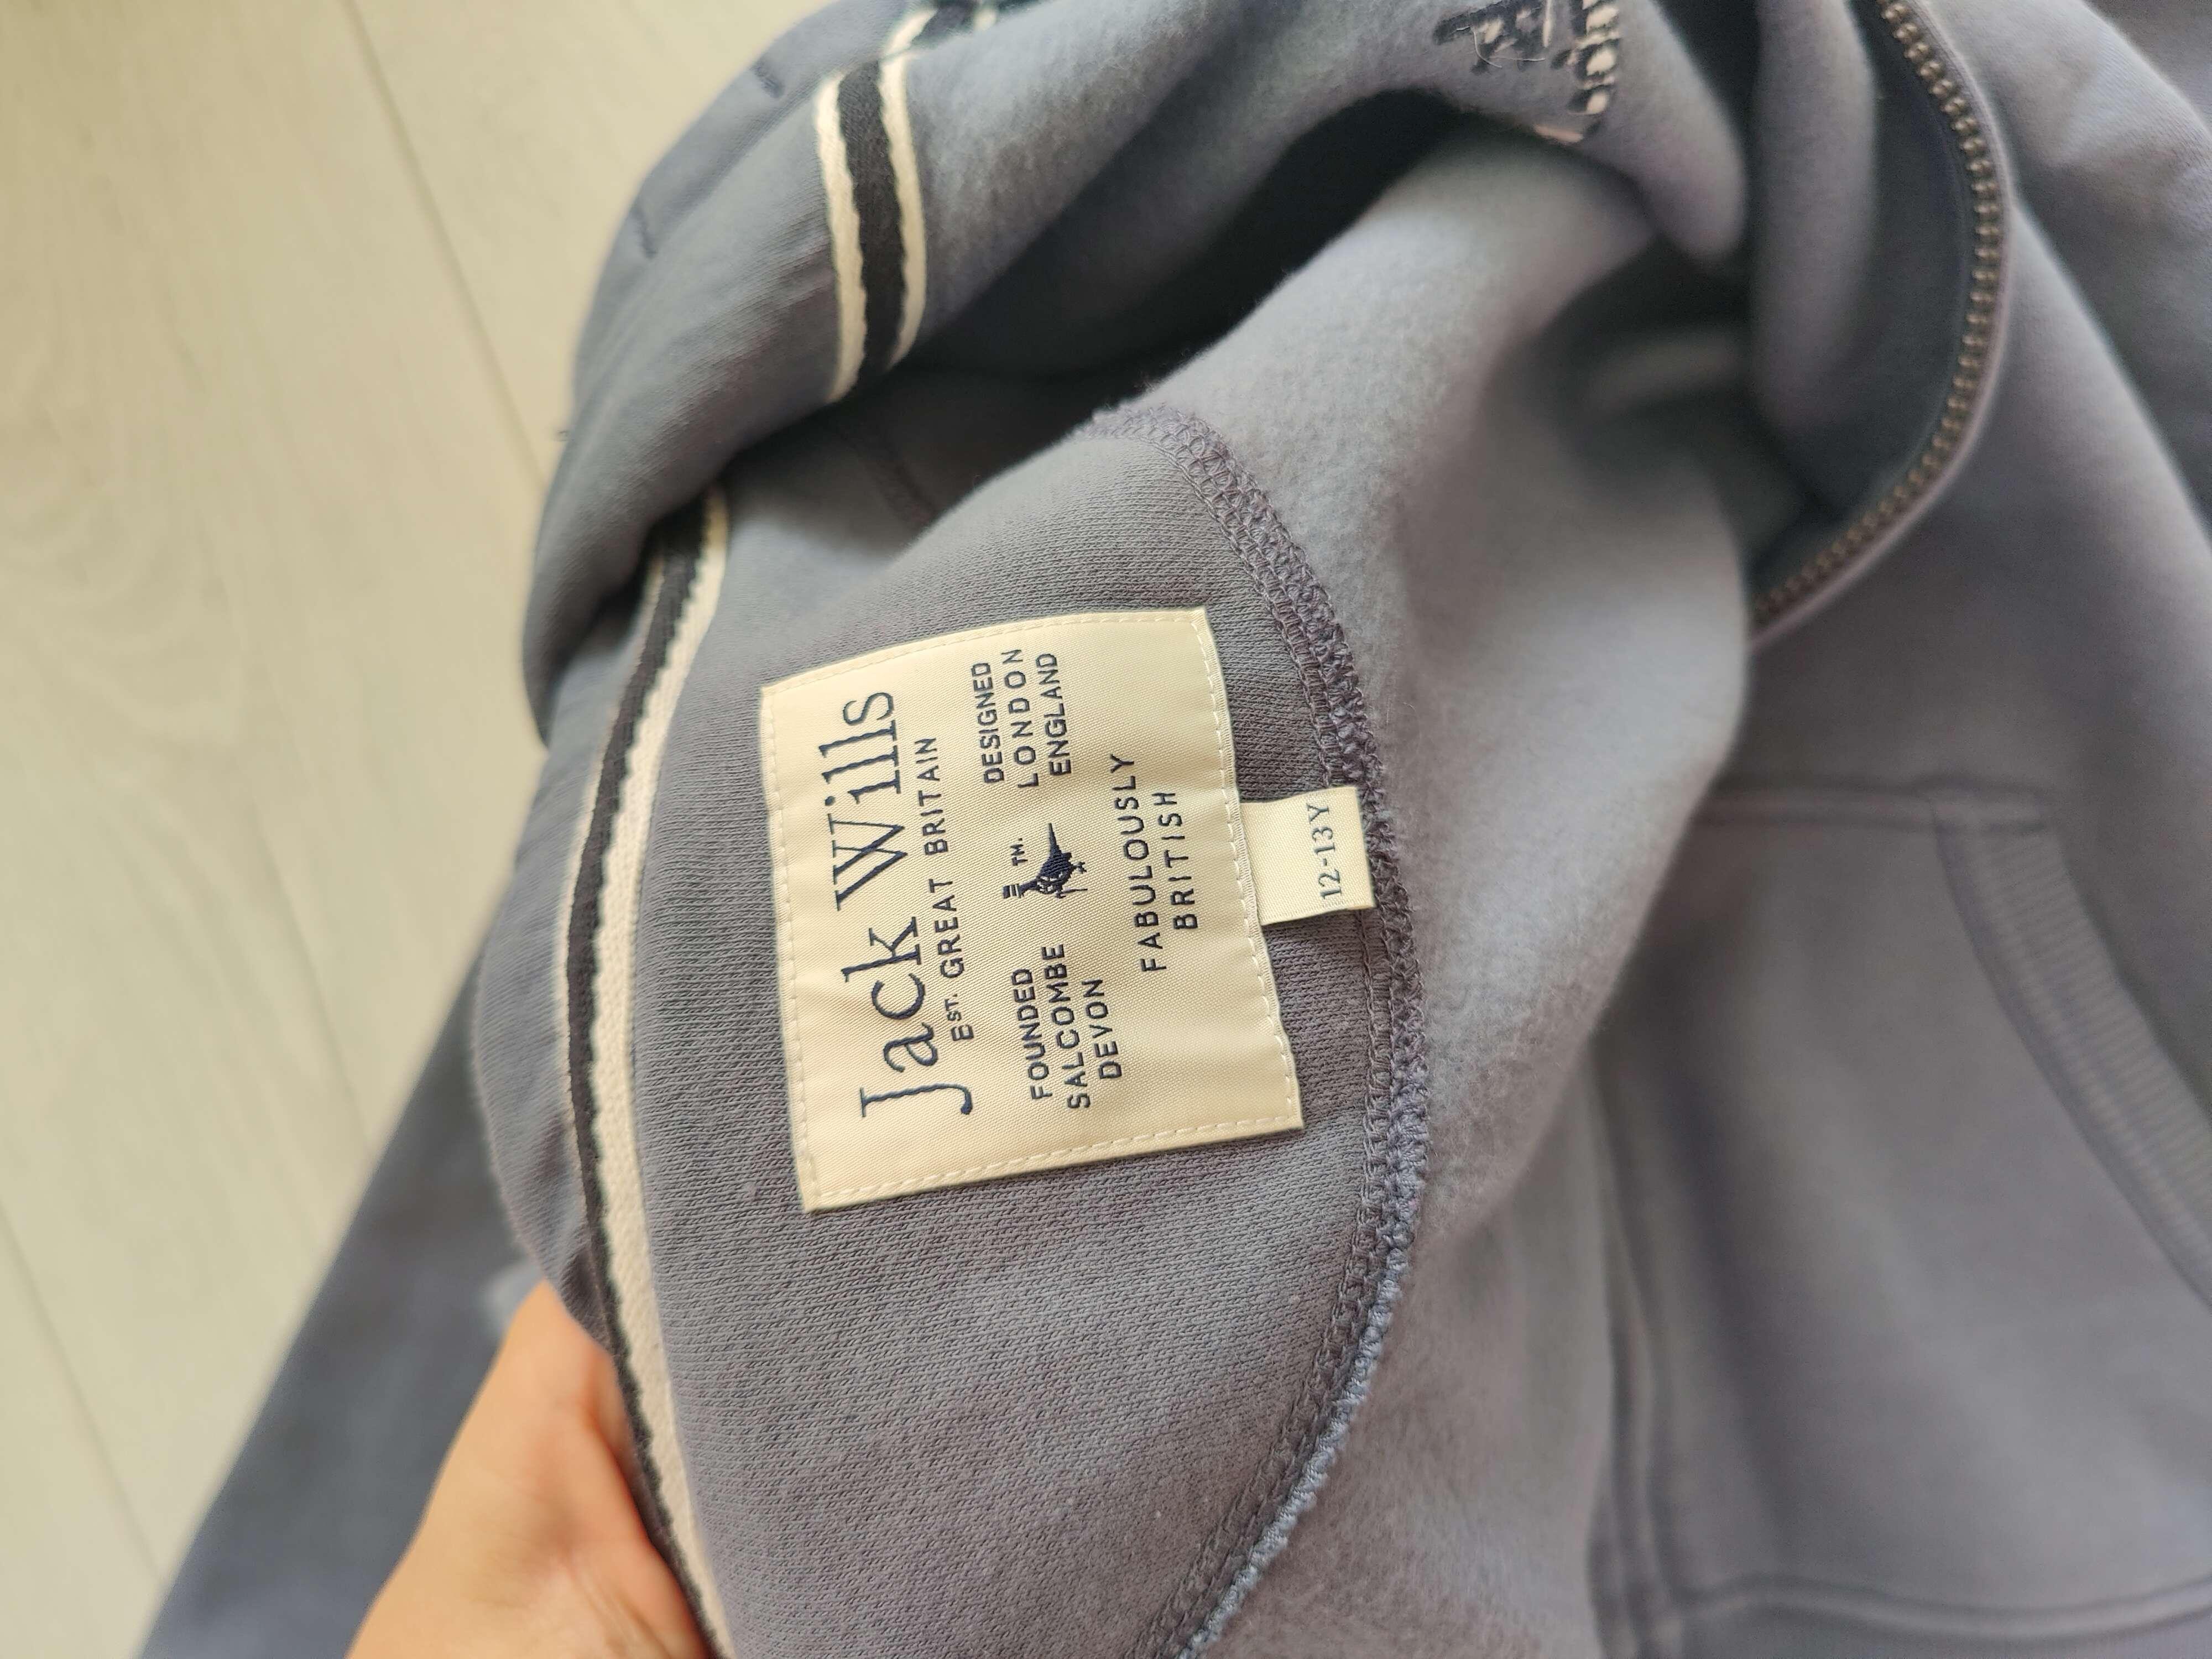 Jack Wills
EST. GREAT BRITAIN
FOUNDED
SALCOMBE
DEVON
TM.
DESIGNED
LONDON
ENGLAND
FABULOUSLY
BRITISH
12-13Y